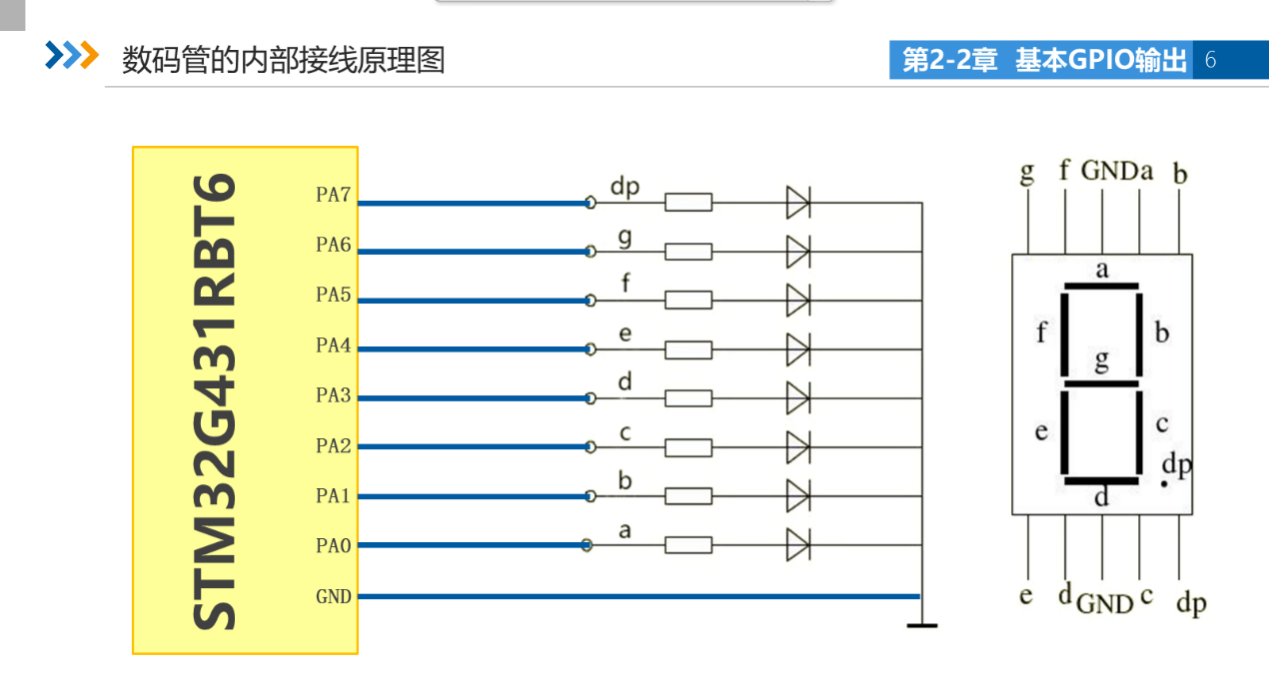 数码管的内部接线原理图
第2-2章 基本GPIO输出 6
STM32G431RBT6
PA7 dp
PA6 g
PA5 f
PA4 e
PA3 d
PA2 c
PA1 b
PA0 a
GND
g f GND a b
a
f b
g
e c
dp
d
e d GND c dp